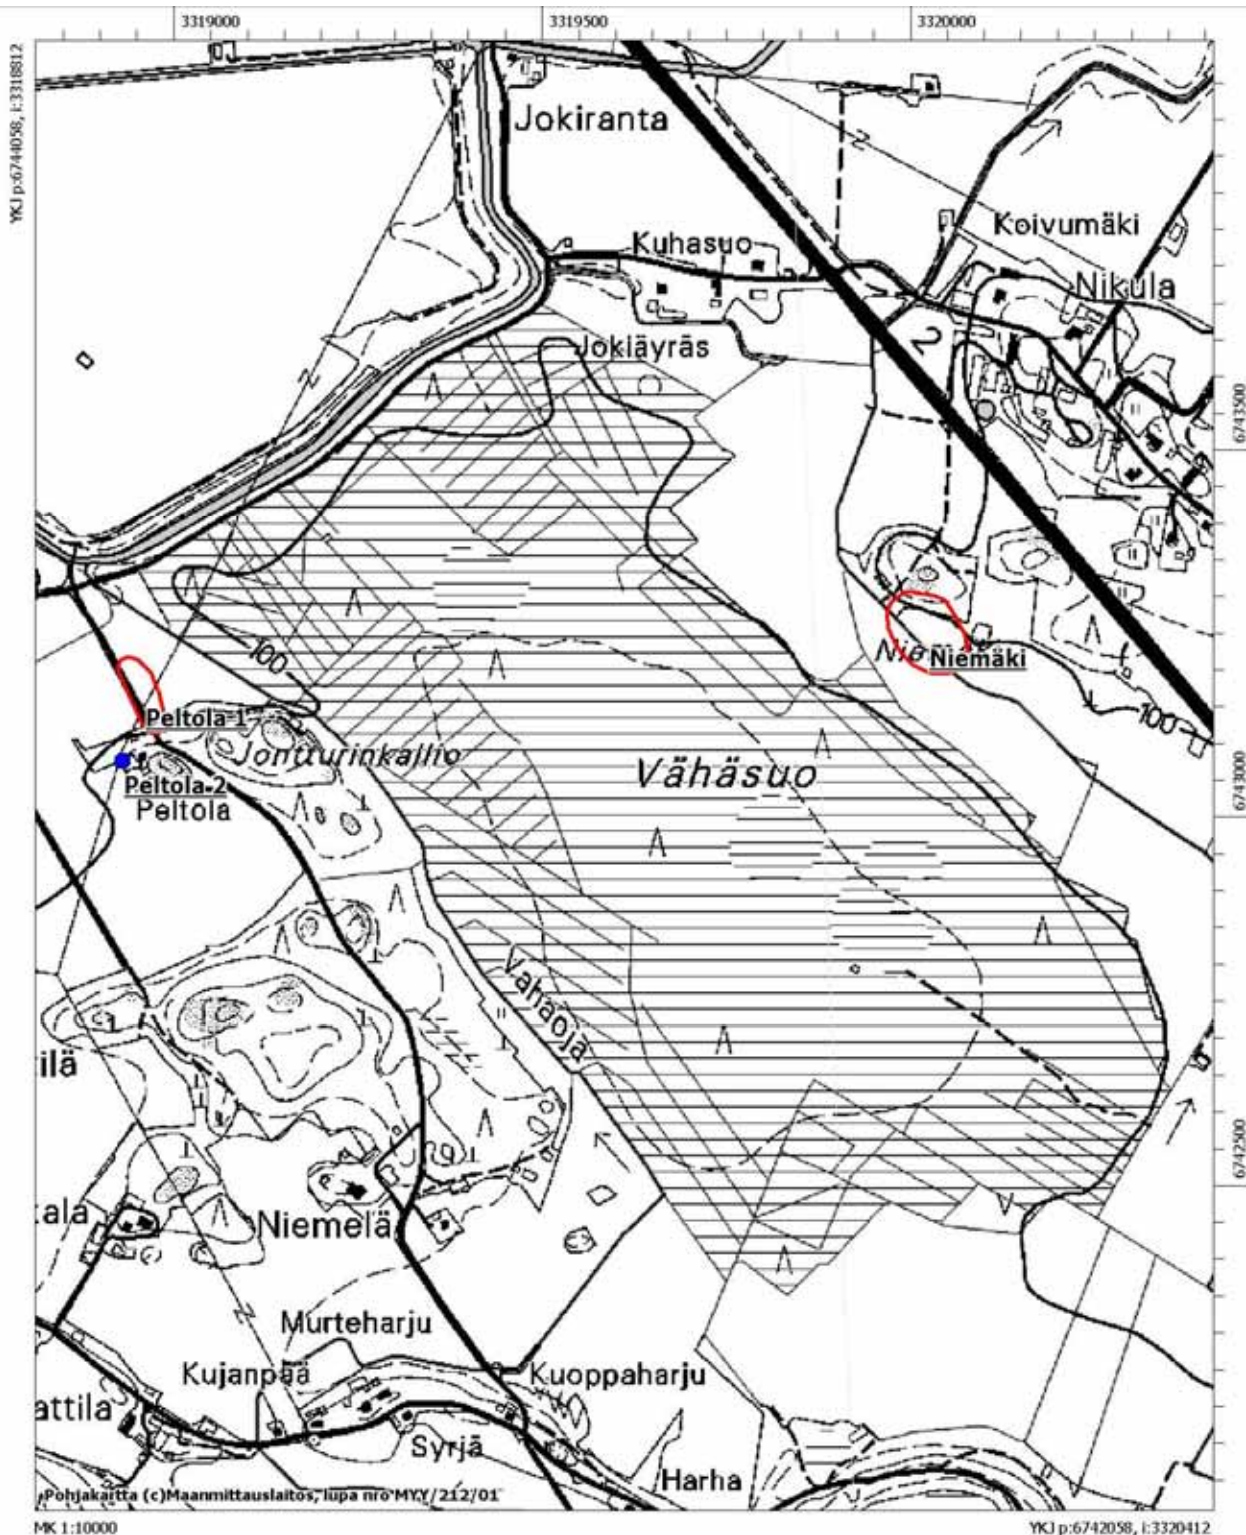 3319000 3319500 3320000
YKJ p:6744058, i:3318812
Jokiranta
Koivumäki
Kuhasuo
Nikula
2
Jokiäyräs
6743500
100
Niemäki
100
Peltola 1
Jontturinkallio
Vähäsuo
6743000
Peltola 2
Peltola
Vähäoja
ilä
6742500
kala
Niemelä
Murteharju
Kujanpää
Kuoppaharju
attila
Syrjä
Harha
Pohjakartta (c)Maanmittauslaitos, lupa nro MYY/212/01
MK 1:10000
YKJ p:6742058, i:3320412